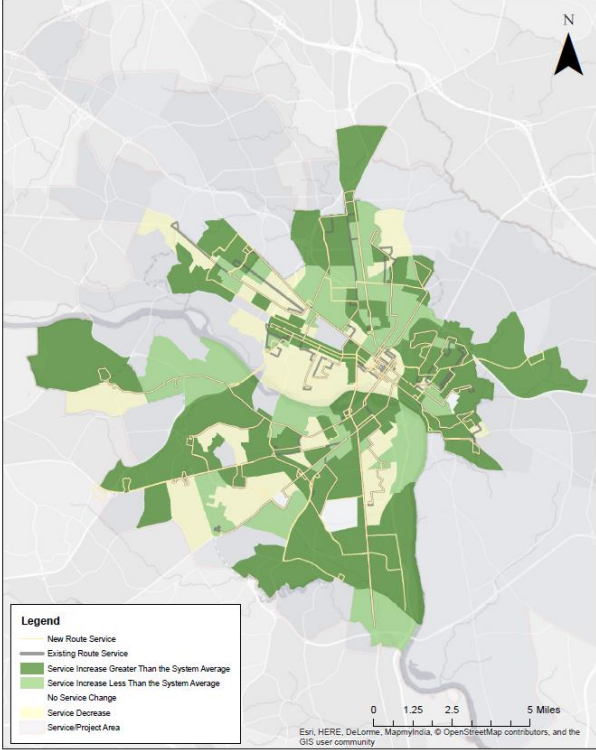 N
Legend
New Route Service
Existing Route Service
Service Increase Greater Than the System Average
Service Increase Less Than the System Average
No Service Change
Service Decrease
Service/Project Area
0 1.25 2.5 5 Miles
Esri, HERE, DeLorme, MapmyIndia, © OpenStreetMap contributors, and the
GIS user community